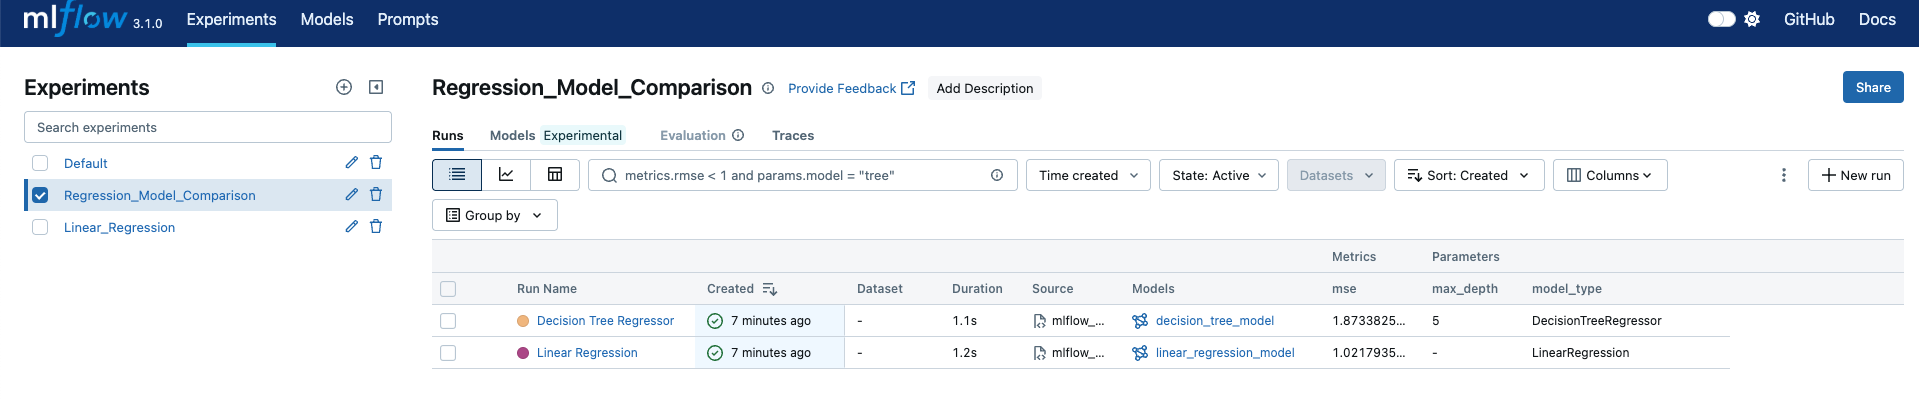 mlflow 3.1.0 Experiments Models Prompts GitHub Docs
Experiments
Search experiments
Default
Regression_Model_Comparison
Linear_Regression
Regression_Model_Comparison Provide Feedback Add Description Share
Runs Models Experimental Evaluation Traces
metrics.rmse < 1 and params.model = "tree" Time created State: Active Datasets Sort: Created Columns New run
Group by
Metrics Parameters
Run Name Created Dataset Duration Source Models mse max_depth model_type
Decision Tree Regressor 7 minutes ago - 1.1s mlflow_... decision_tree_model 1.8733825... 5 DecisionTreeRegressor
Linear Regression 7 minutes ago - 1.2s mlflow_... linear_regression_model 1.0217935... - LinearRegression